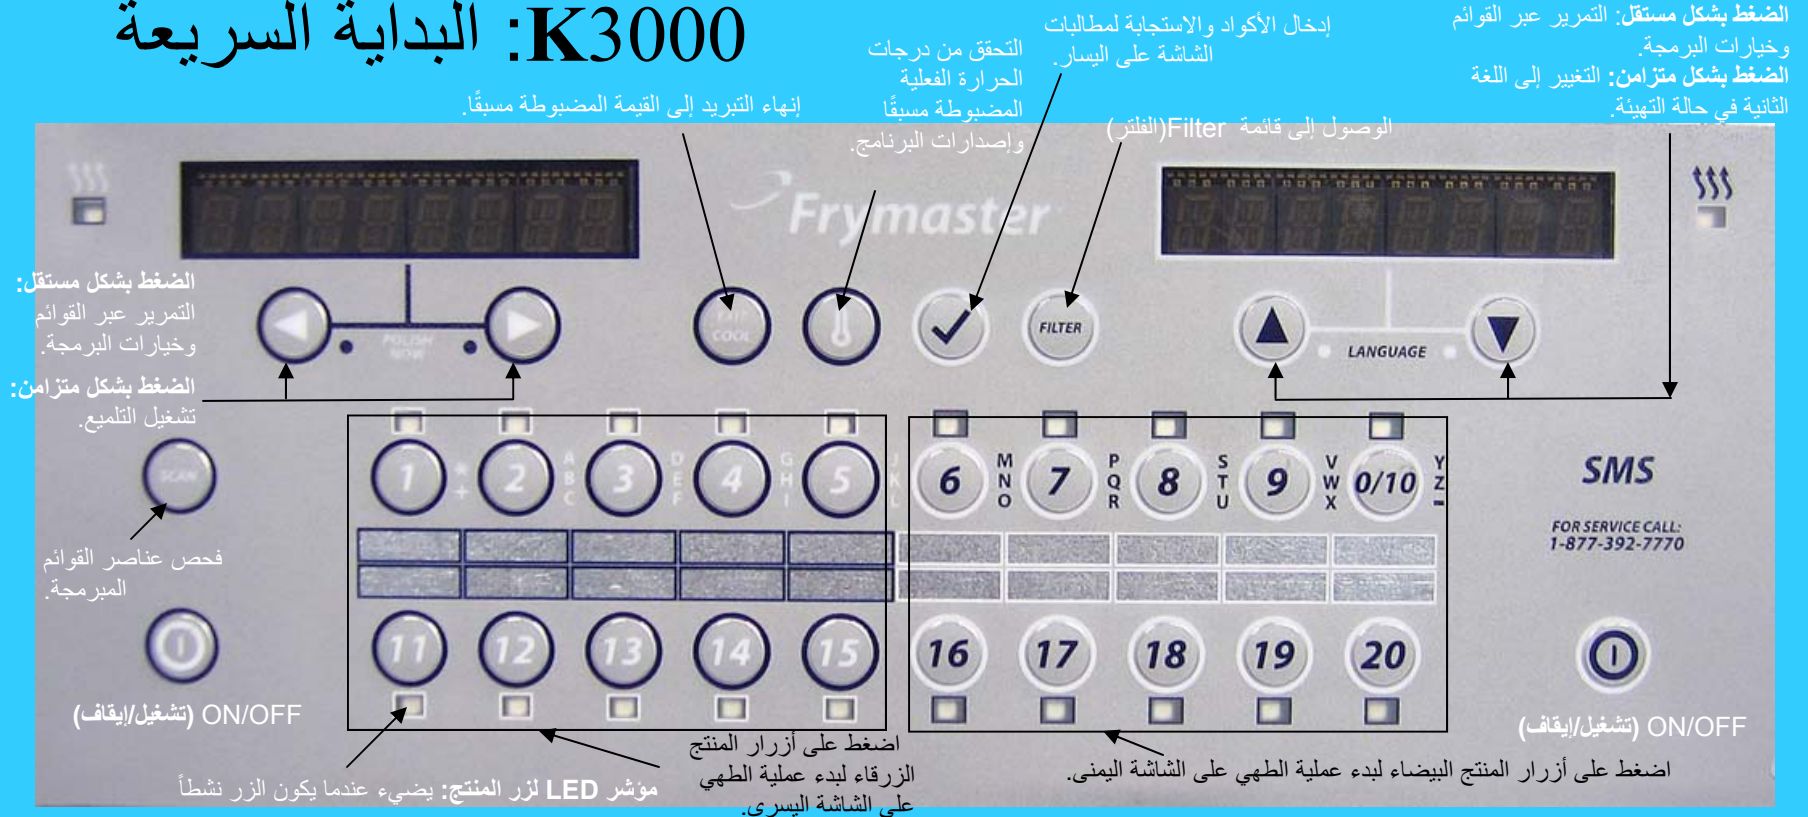 K3000: البداية السريعة
إدخال الأكواد والاستجابة لمطالبات
الشاشة على اليسار.
الضغط بشكل مستقل: التمرير عبر القوائم
وخيارات البرمجة.
الضغط بشكل متزامن: التغيير إلى اللغة
الثانية في حالة التهيئة.
التحقق من درجات
الحرارة الفعلية
المضبوطة مسبقًا
وإصدارات البرنامج.
إنهاء التبريد إلى القيمة المضبوطة مسبقًا.
الوصول إلى قائمة Filter(الفلتر)
Frymaster
الضغط بشكل مستقل:
التمرير عبر القوائم
وخيارات البرمجة.
الضغط بشكل متزامن:
تشغيل التلميع.
POLISH
NOW
EXIT
COOL
FILTER
LANGUAGE
SCAN
1 * + 2 A B C 3 D E F 4 G H I 5 J K L 6 M N O 7 P Q R 8 S T U 9 V W X 0/10 Y Z -
SMS
FOR SERVICE CALL:
1-877-392-7770
فحص عناصر القوائم
المبرمجة.
11 12 13 14 15 16 17 18 19 20
ON/OFF (تشغيل/إيقاف)
ON/OFF (تشغيل/إيقاف)
اضغط على أزرار المنتج
الزرقاء لبدء عملية الطهي
على الشاشة اليسرى.
اضغط على أزرار المنتج البيضاء لبدء عملية الطهي على الشاشة اليمنى.
مؤشر LED لزر المنتج: يضيء عندما يكون الزر نشطاً